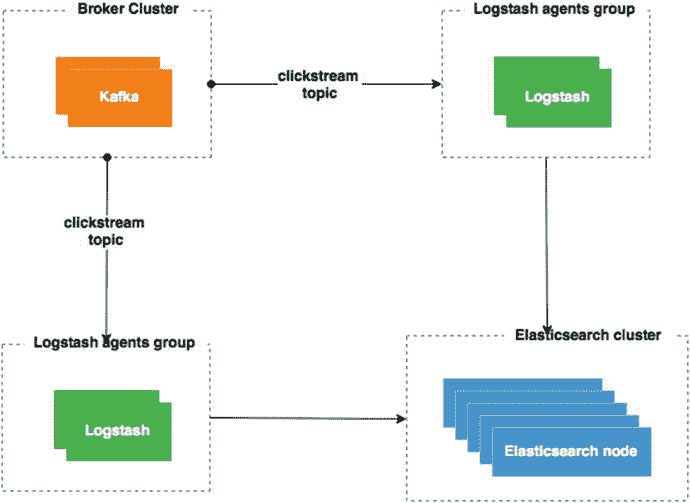 Broker Cluster
Logstash agents group
Kafka
clickstream
topic
Logstash
clickstream
topic
Logstash agents group
Elasticsearch cluster
Logstash
Elasticsearch node